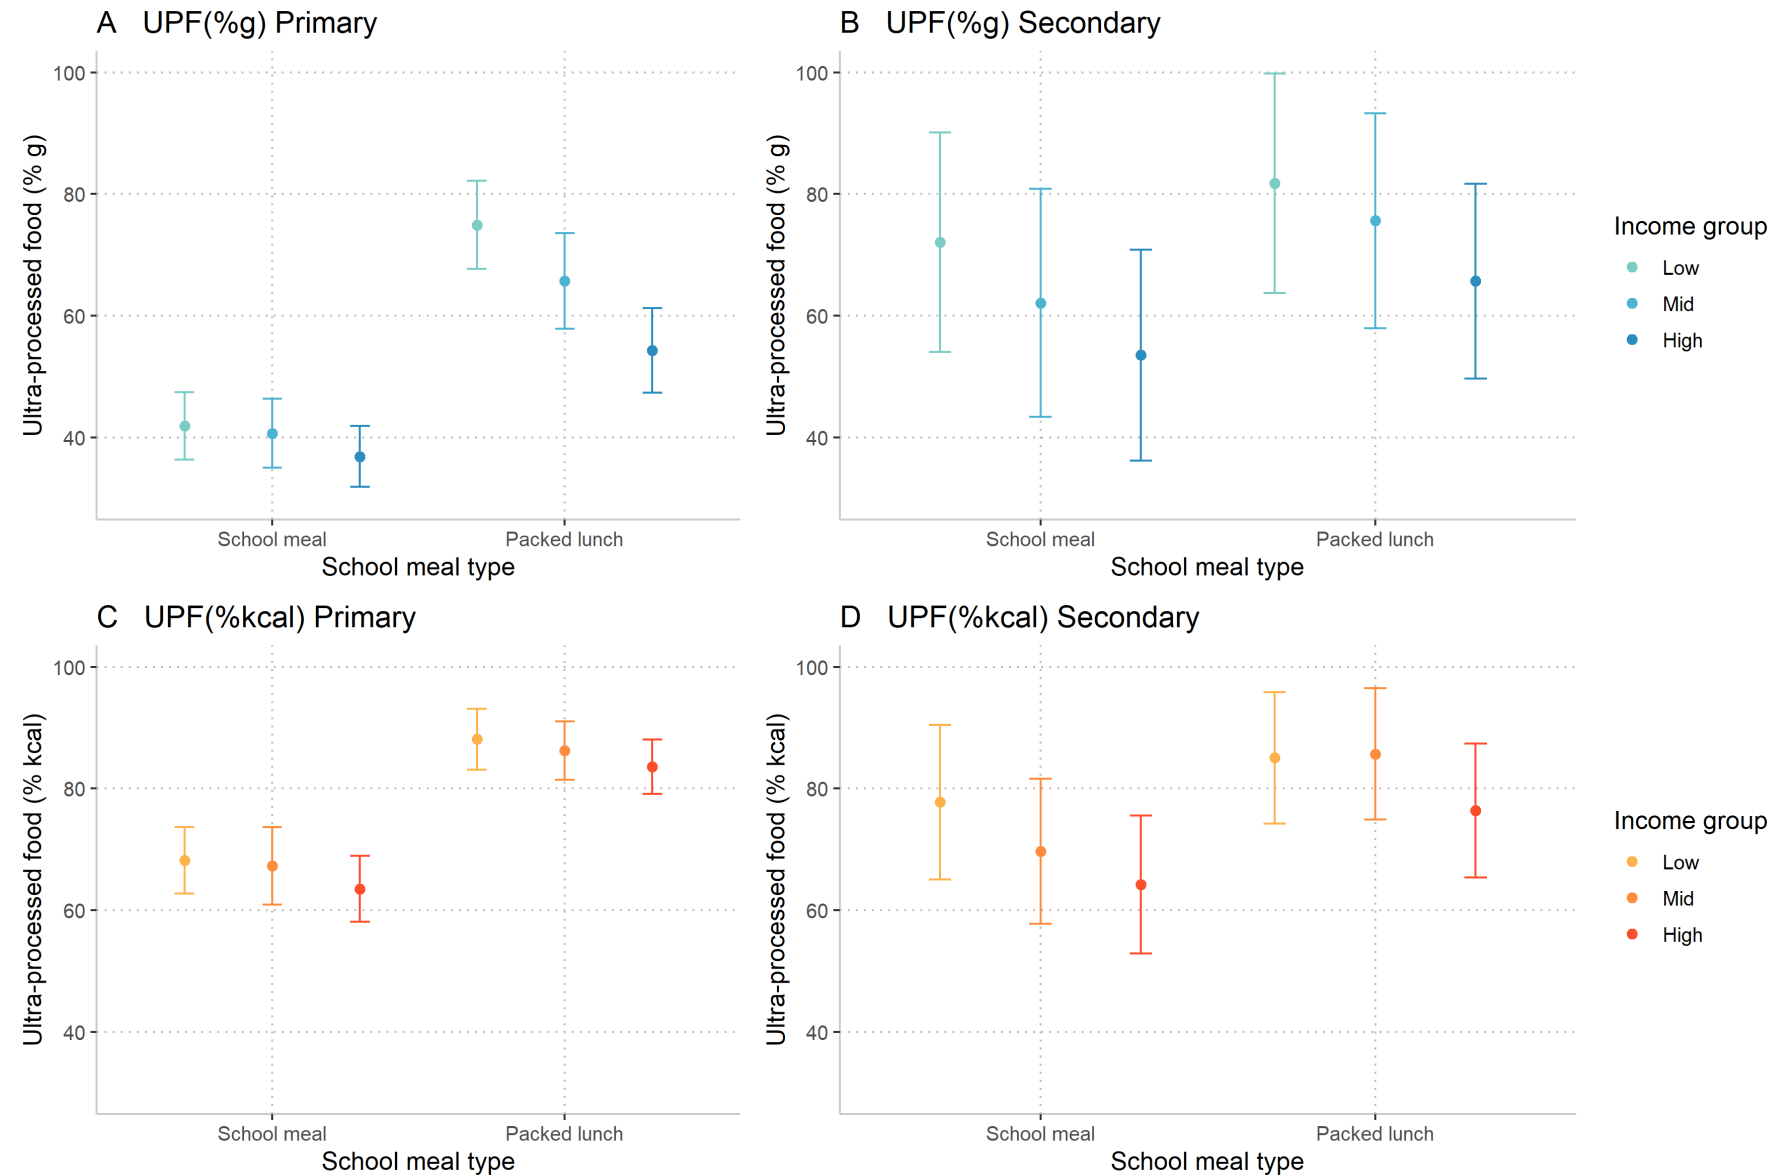 A UPF(%g) Primary
100
80
60
40
Ultra-processed food (% g)
School meal Packed lunch
School meal type
B UPF(%g) Secondary
100
80
60
40
Ultra-processed food (% g)
School meal Packed lunch
School meal type
Income group
Low
Mid
High
C UPF(%kcal) Primary
100
80
60
40
Ultra-processed food (% kcal)
School meal Packed lunch
School meal type
D UPF(%kcal) Secondary
100
80
60
40
Ultra-processed food (% kcal)
School meal Packed lunch
School meal type
Income group
Low
Mid
High